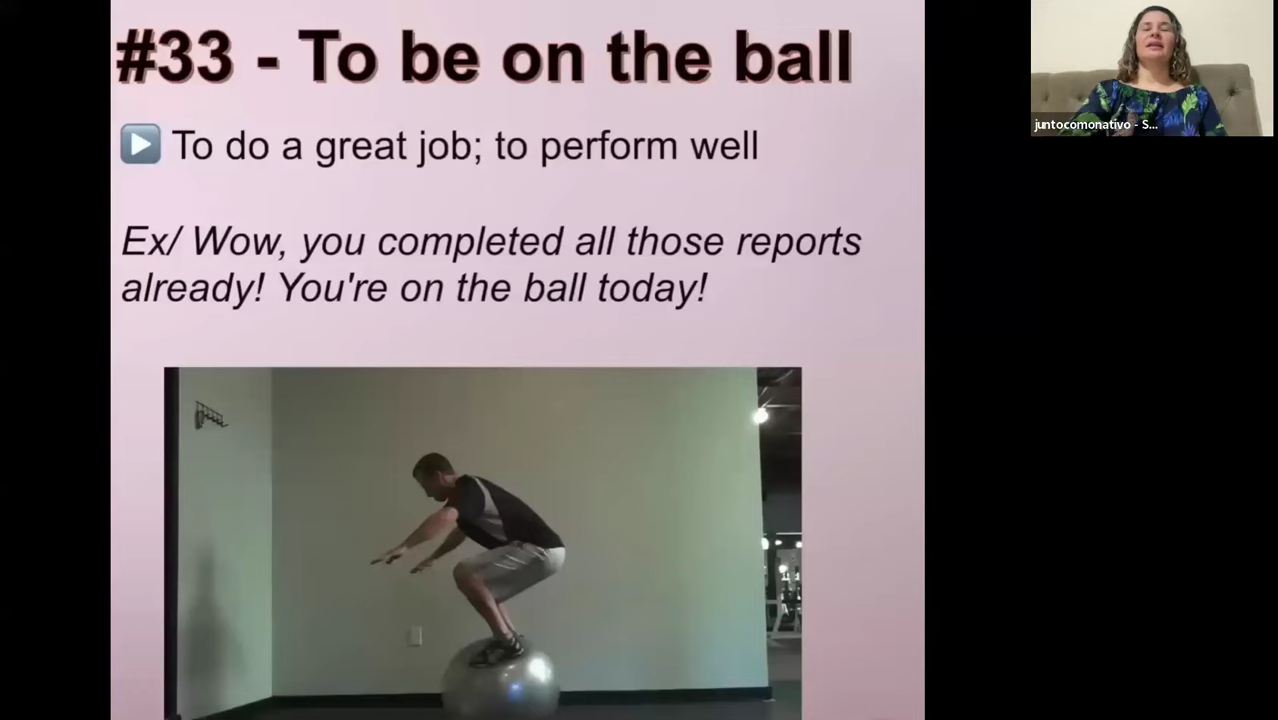 #33 - To be on the ball
▶ To do a great job; to perform well
Ex/ Wow, you completed all those reports
already! You're on the ball today!
juntocomonativo - S...